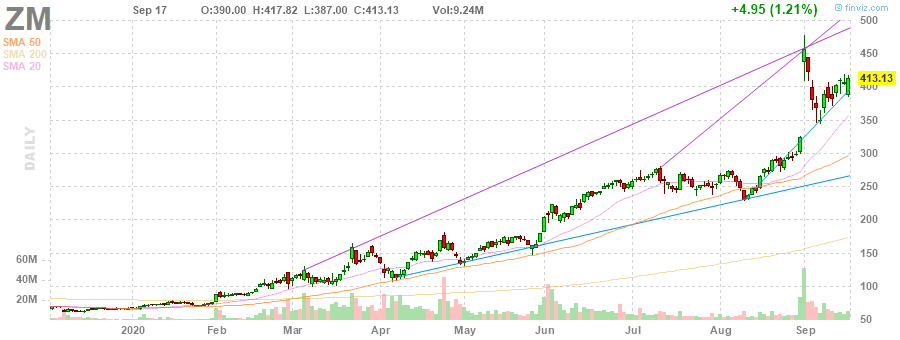 ZM Sep 17 O:390.00 H:417.82 L:387.00 C:413.13 Vol:9.24M +4.95 (1.21%) © finviz.com
SMA 50
SMA 200
SMA 20
DAILY
500
450
413.13
400
350
300
250
200
150
100
50
60M
40M
20M
2020 Feb Mar Apr May Jun Jul Aug Sep